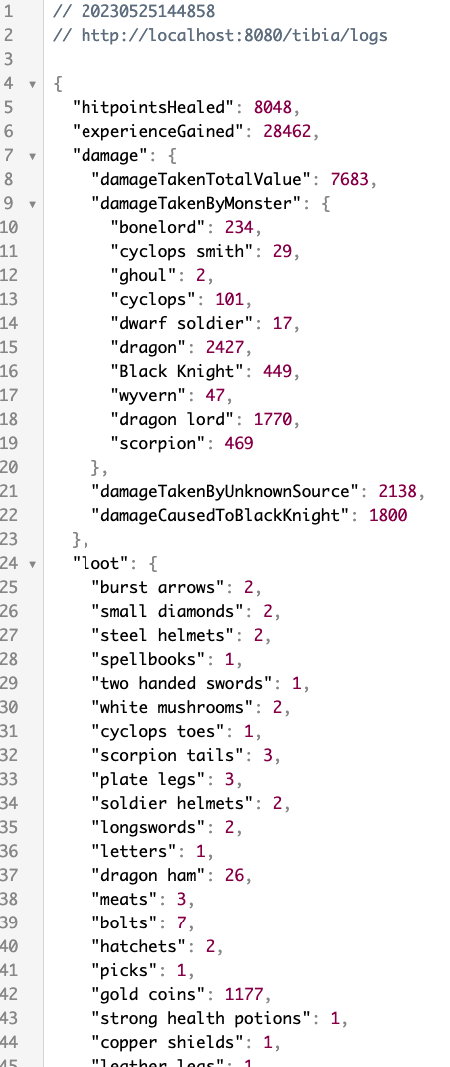 1 // 20230525144858
2 // http://localhost:8080/tibia/logs
3
4 ▼ {
5 "hitpointsHealed": 8048,
6 "experienceGained": 28462,
7 ▼ "damage": {
8 "damageTakenTotalValue": 7683,
9 ▼ "damageTakenByMonster": {
10 "bonelord": 234,
11 "cyclops smith": 29,
12 "ghoul": 2,
13 "cyclops": 101,
14 "dwarf soldier": 17,
15 "dragon": 2427,
16 "Black Knight": 449,
17 "wyvern": 47,
18 "dragon lord": 1770,
19 "scorpion": 469
20 },
21 "damageTakenByUnknownSource": 2138,
22 "damageCausedToBlackKnight": 1800
23 },
24 ▼ "loot": {
25 "burst arrows": 2,
26 "small diamonds": 2,
27 "steel helmets": 2,
28 "spellbooks": 1,
29 "two handed swords": 1,
30 "white mushrooms": 2,
31 "cyclops toes": 1,
32 "scorpion tails": 3,
33 "plate legs": 3,
34 "soldier helmets": 2,
35 "longswords": 2,
36 "letters": 1,
37 "dragon ham": 26,
38 "meats": 3,
39 "bolts": 7,
40 "hatchets": 2,
41 "picks": 1,
42 "gold coins": 1177,
43 "strong health potions": 1,
44 "copper shields": 1,
45 "leather legs": 1